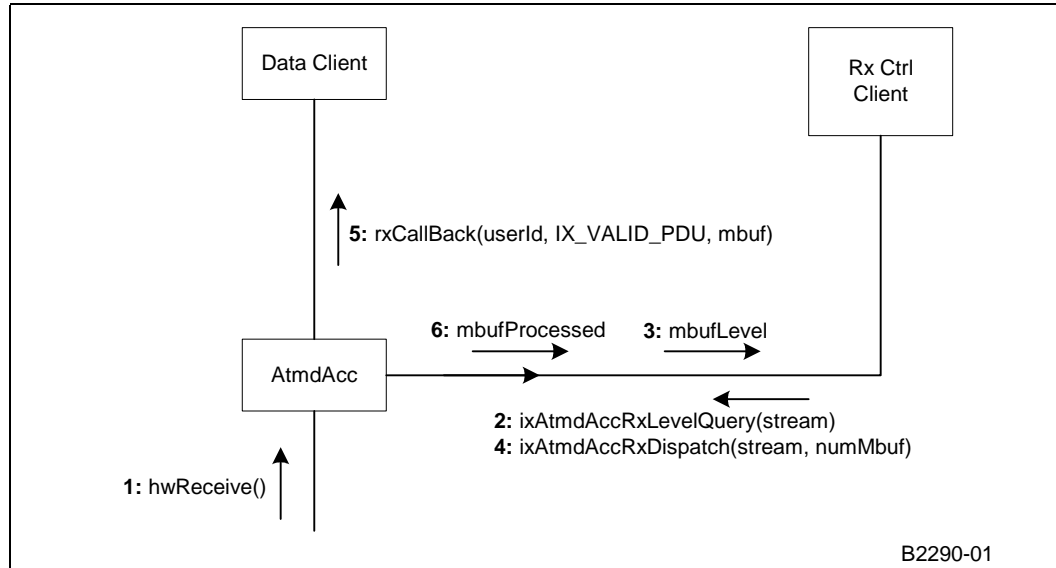 Data Client
Rx Ctrl
Client
5: rxCallBack(userId, IX_VALID_PDU, mbuf)
6: mbufProcessed
3: mbufLevel
AtmdAcc
2: ixAtmdAccRxLevelQuery(stream)
4: ixAtmdAccRxDispatch(stream, numMbuf)
1: hwReceive()
B2290-01